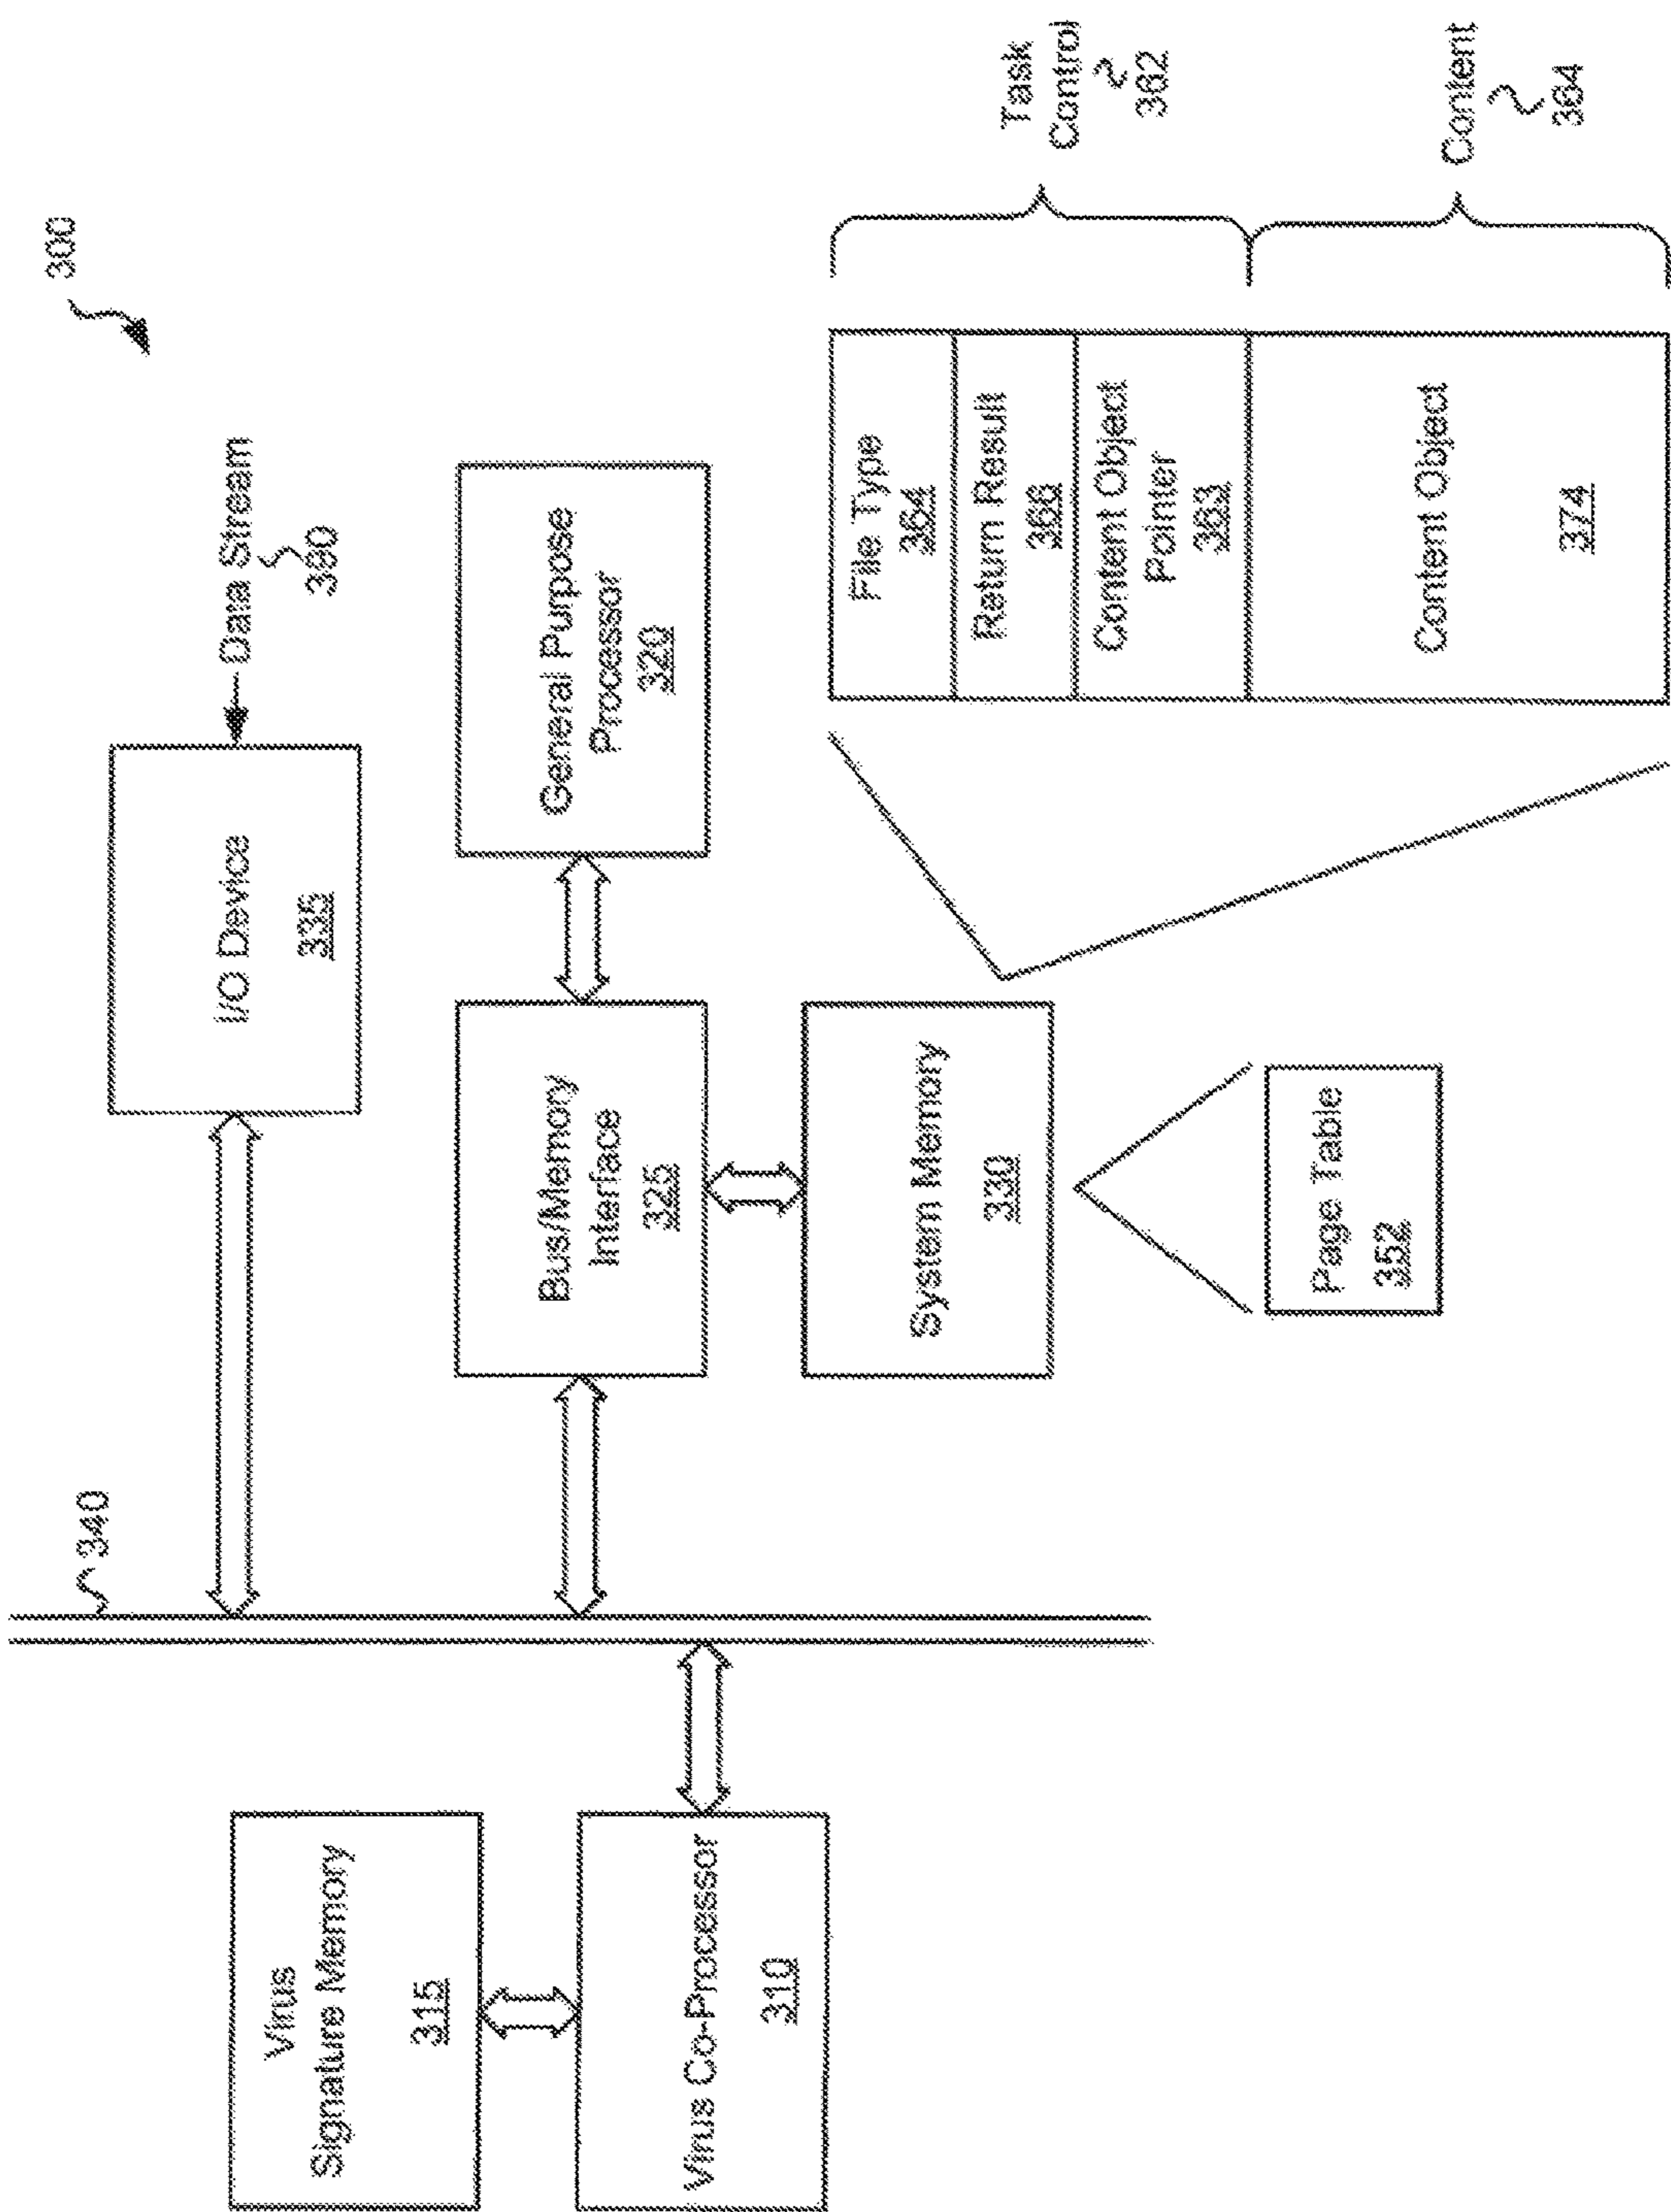 300
340
I/O Device
335
Data Stream
380
Virus
Signature Memory
315
Bus/Memory
Interface
325
General Purpose
Processor
320
Virus Co-Processor
310
System Memory
330
Page Table
352
File Type
364
Return Result
366
Content Object
Pointer
363
Content Object
374
Task
Control
362
Content
364